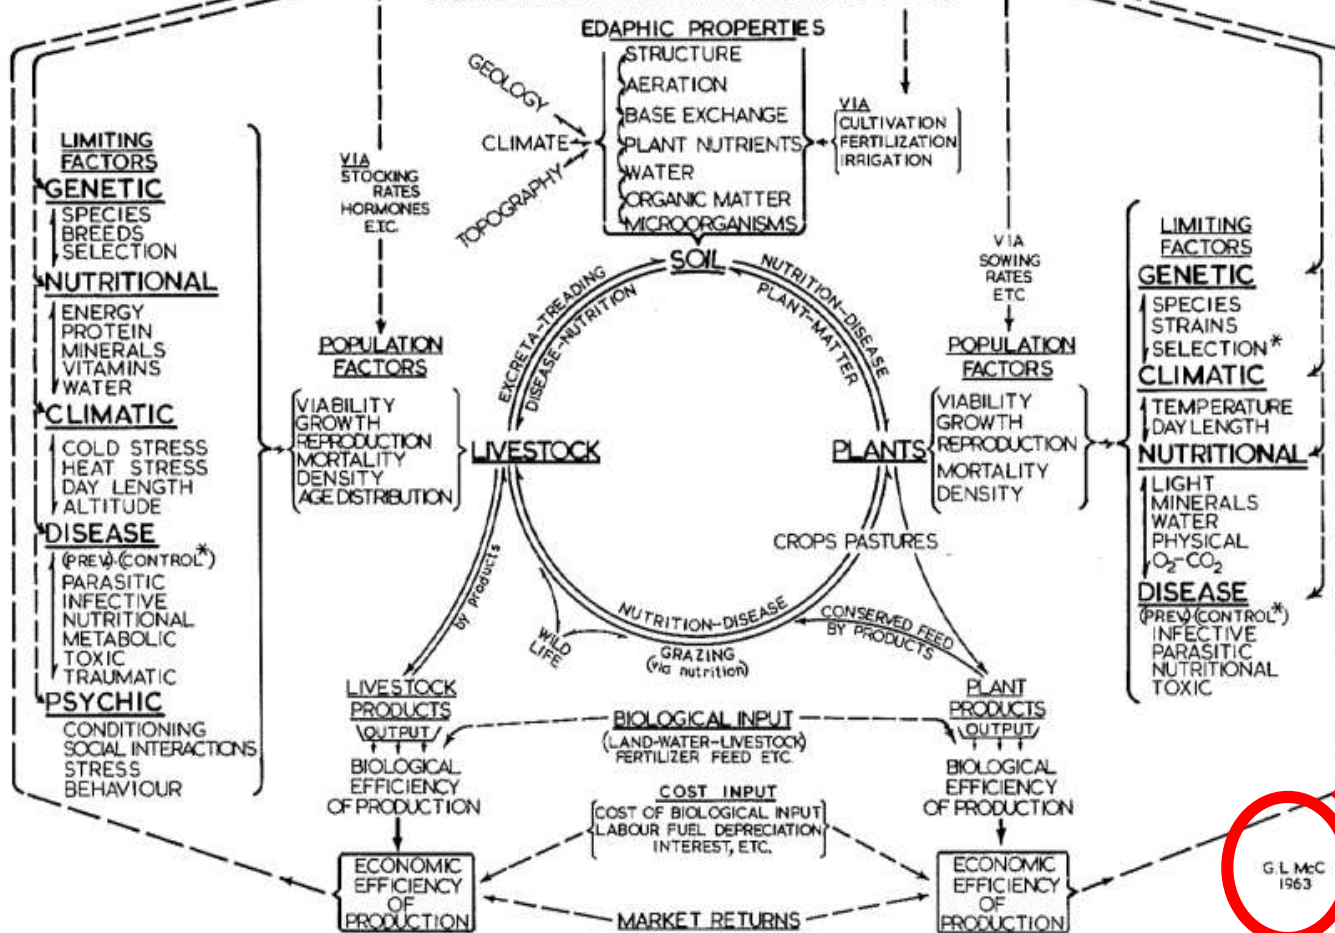 EDAPHIC PROPERTIES
STRUCTURE
AERATION
BASE EXCHANGE
PLANT NUTRIENTS
WATER
ORGANIC MATTER
MICROORGANISMS
GEOLOGY
CLIMATE
TOPOGRAPHY
VIA
CULTIVATION
FERTILIZATION
IRRIGATION
LIMITING
FACTORS
GENETIC
SPECIES
BREEDS
SELECTION
NUTRITIONAL
ENERGY
PROTEIN
MINERALS
VITAMINS
WATER
CLIMATIC
COLD STRESS
HEAT STRESS
DAY LENGTH
ALTITUDE
DISEASE
(PREV)-(CONTROL*)
PARASITIC
INFECTIVE
NUTRITIONAL
METABOLIC
TOXIC
TRAUMATIC
PSYCHIC
CONDITIONING
SOCIAL INTERACTIONS
STRESS
BEHAVIOUR
VIA
STOCKING
RATES
HORMONES
E.T.C.
POPULATION
FACTORS
VIABILITY
GROWTH
REPRODUCTION
MORTALITY
DENSITY
AGE DISTRIBUTION
SOIL
EXCRETA-TREADING
DISEASE-NUTRITION
NUTRITION-DISEASE
PLANT-MATTER
LIVESTOCK
PLANTS
VIA
SOWING
RATES
ETC
POPULATION
FACTORS
VIABILITY
GROWTH
REPRODUCTION
MORTALITY
DENSITY
LIMITING
FACTORS
GENETIC
SPECIES
STRAINS
SELECTION*
CLIMATIC
TEMPERATURE
DAY LENGTH
NUTRITIONAL
LIGHT
MINERALS
WATER
PHYSICAL
O₂-CO₂
DISEASE
(PREV)-(CONTROL*)
INFECTIVE
PARASITIC
NUTRITIONAL
TOXIC
CROPS PASTURES
by products
WILD
LIFE
NUTRITION-DISEASE
GRAZING
(via nutrition)
CONSERVED FEED
BY PRODUCTS
LIVESTOCK
PRODUCTS
OUTPUT
BIOLOGICAL
EFFICIENCY
OF PRODUCTION
ECONOMIC
EFFICIENCY
OF
PRODUCTION
BIOLOGICAL INPUT
(LAND-WATER-LIVESTOCK)
FERTILIZER FEED ETC.
COST INPUT
COST OF BIOLOGICAL INPUT
LABOUR FUEL DEPRECIATION
INTEREST, ETC.
MARKET RETURNS
PLANT
PRODUCTS
OUTPUT
BIOLOGICAL
EFFICIENCY
OF PRODUCTION
ECONOMIC
EFFICIENCY
OF
PRODUCTION
G.L. McC
1963